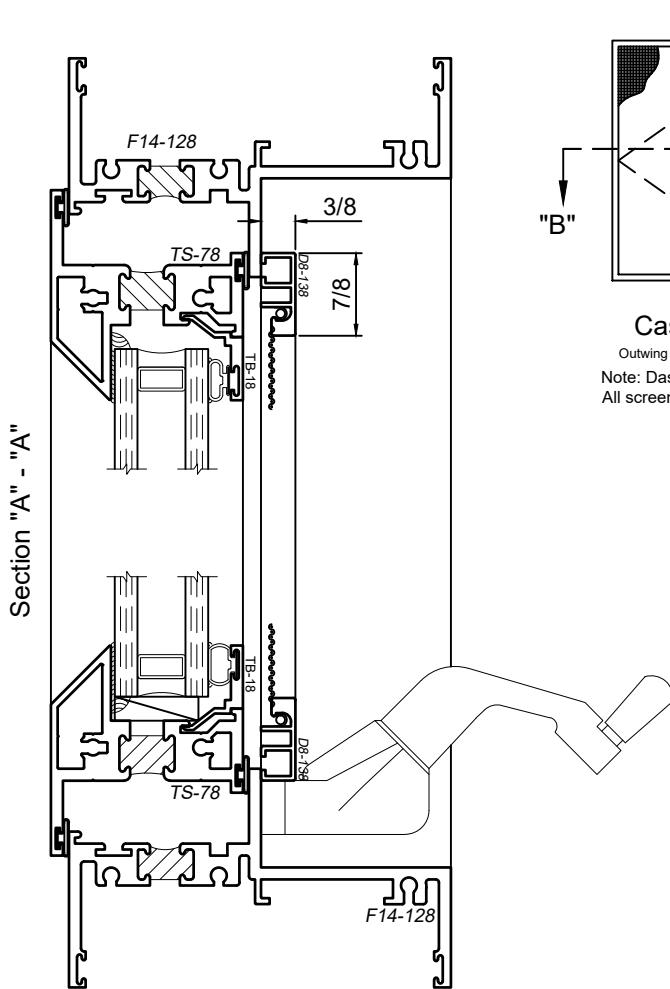 F14-128
3/8
TS-78
D8-138
7/8
TB-18
Section "A" - "A"
TB-18
D8-138
TS-78
F14-128
"B"
Cas
Outwing
Note: Das
All screen